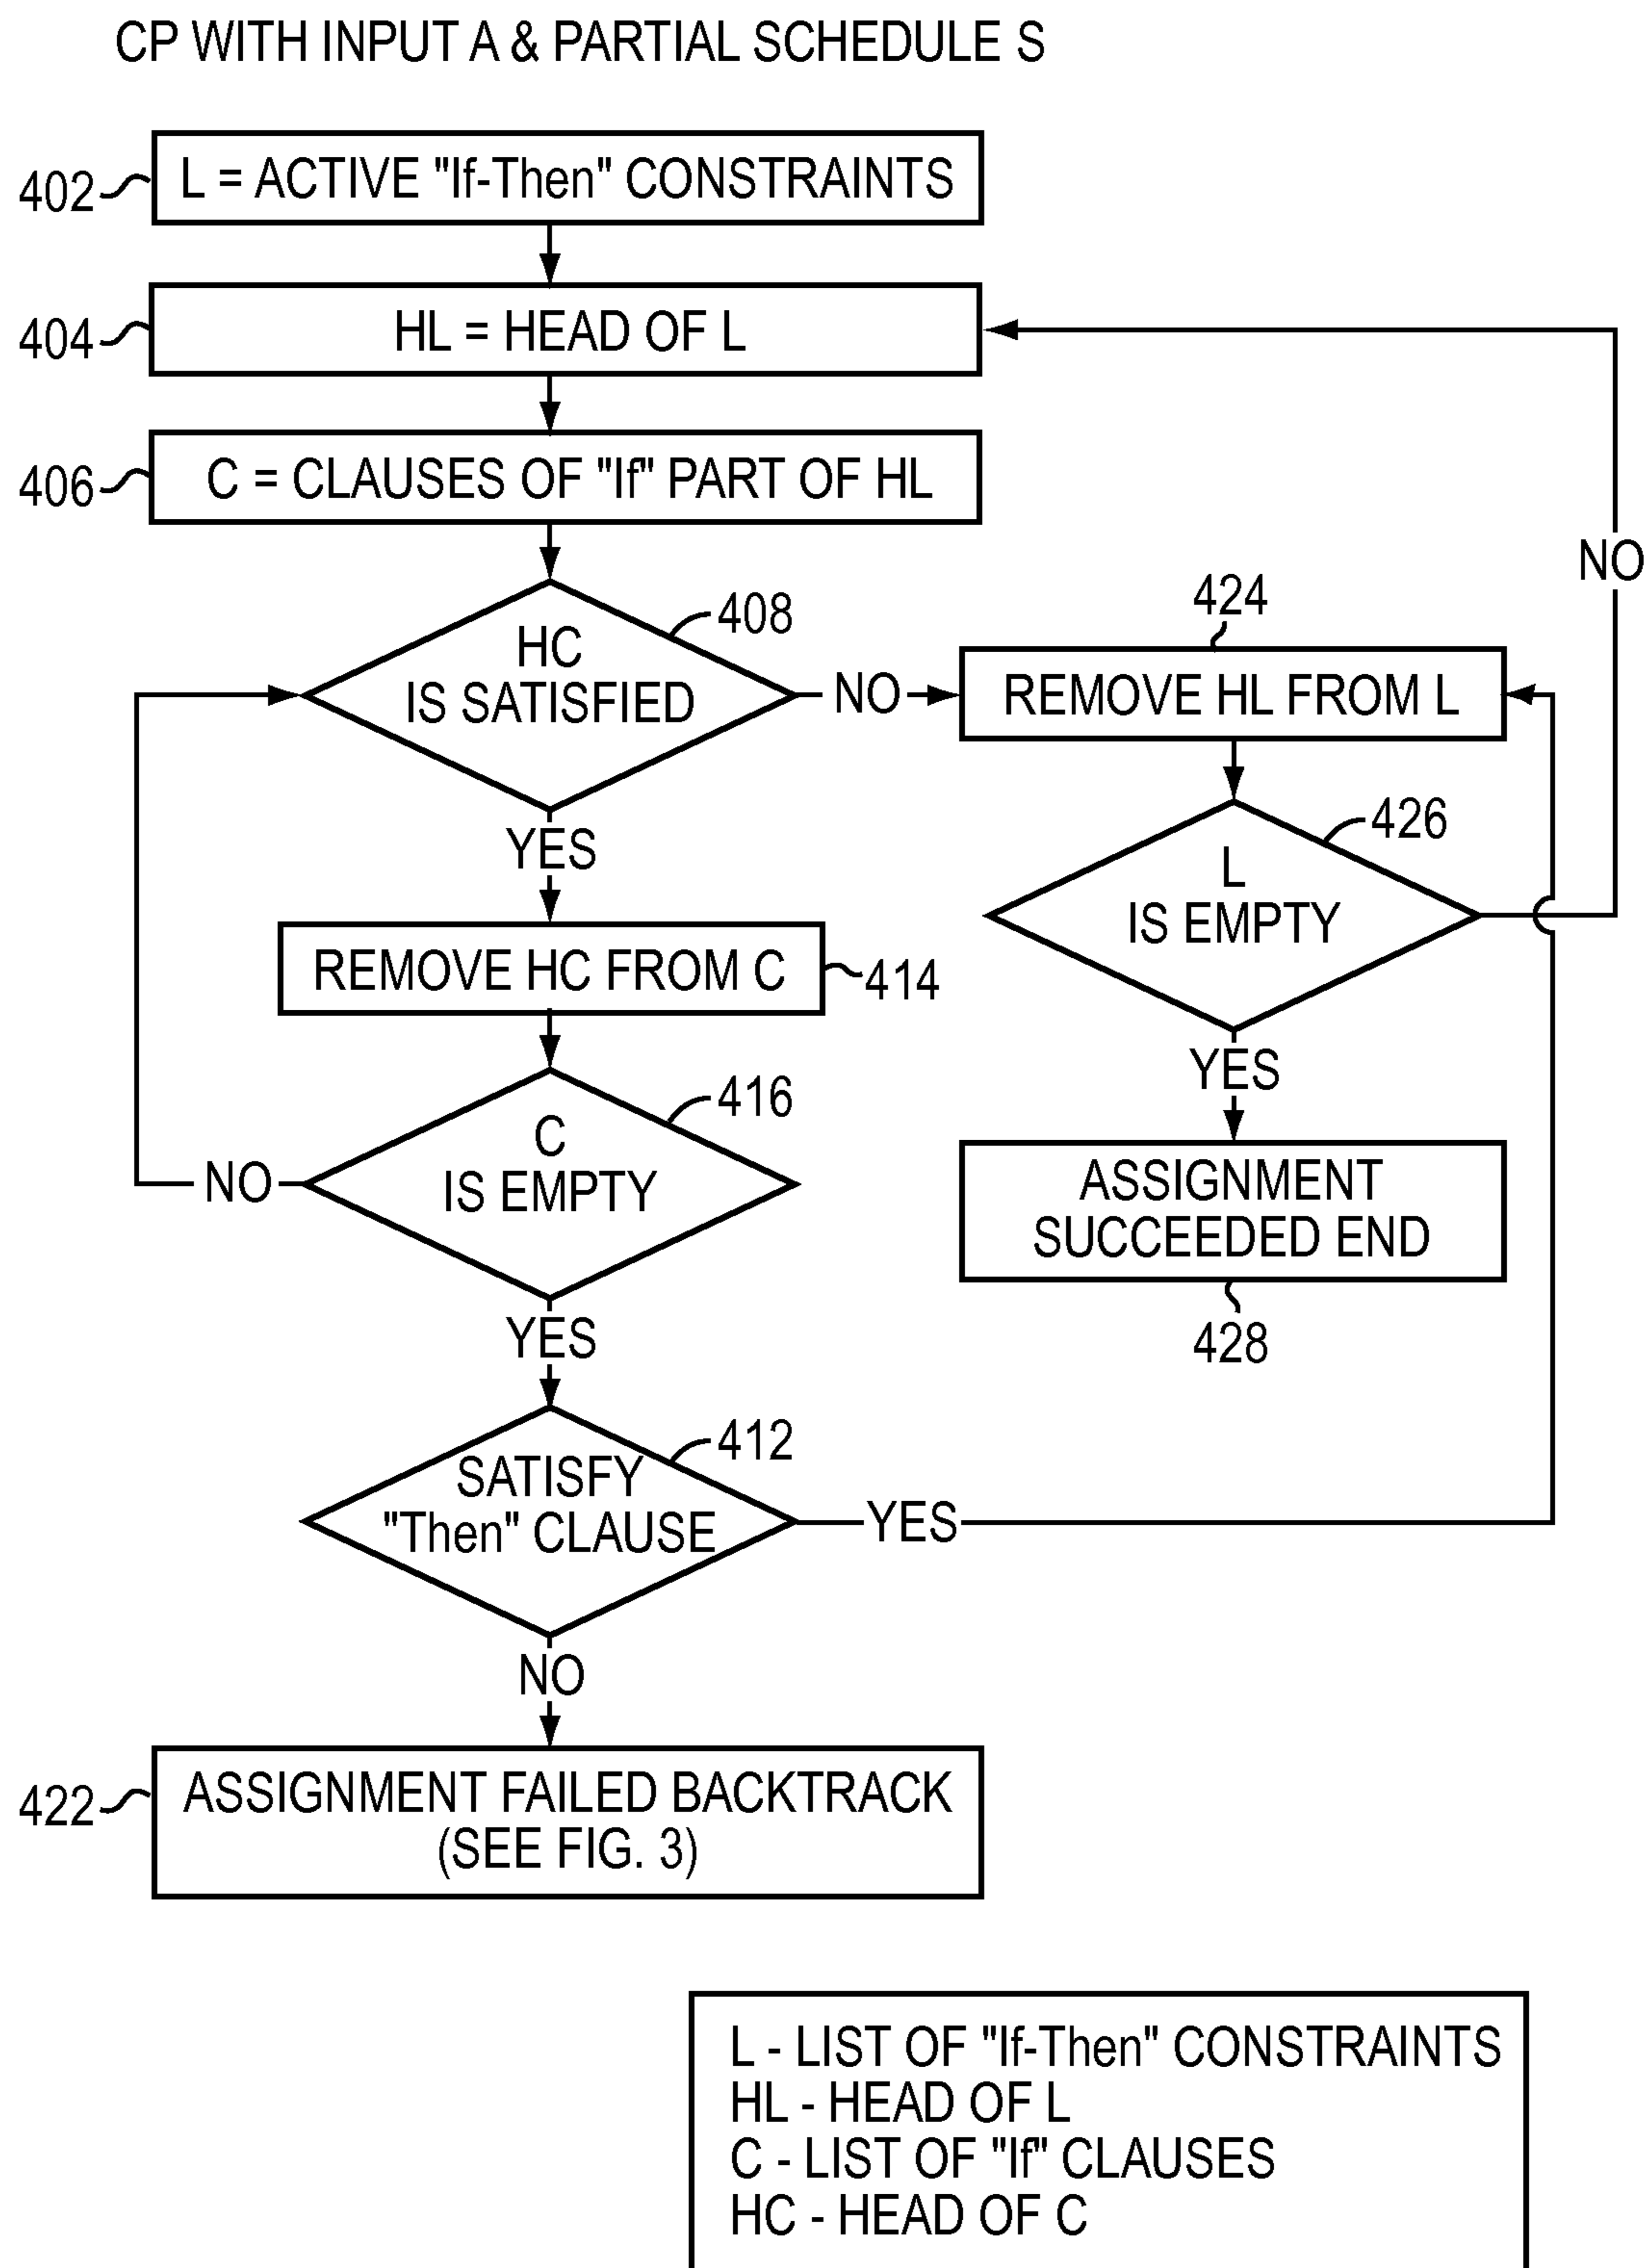 CP WITH INPUT A & PARTIAL SCHEDULE S
402
L = ACTIVE "If-Then" CONSTRAINTS
404
HL = HEAD OF L
406
C = CLAUSES OF "If" PART OF HL
NO
408
HC
IS SATISFIED
NO
424
REMOVE HL FROM L
YES
426
L
IS EMPTY
REMOVE HC FROM C
414
YES
416
C
IS EMPTY
NO
ASSIGNMENT
SUCCEEDED END
428
YES
412
SATISFY
"Then" CLAUSE
YES
NO
422
ASSIGNMENT FAILED BACKTRACK
(SEE FIG. 3)
L - LIST OF "If-Then" CONSTRAINTS
HL - HEAD OF L
C - LIST OF "If" CLAUSES
HC - HEAD OF C